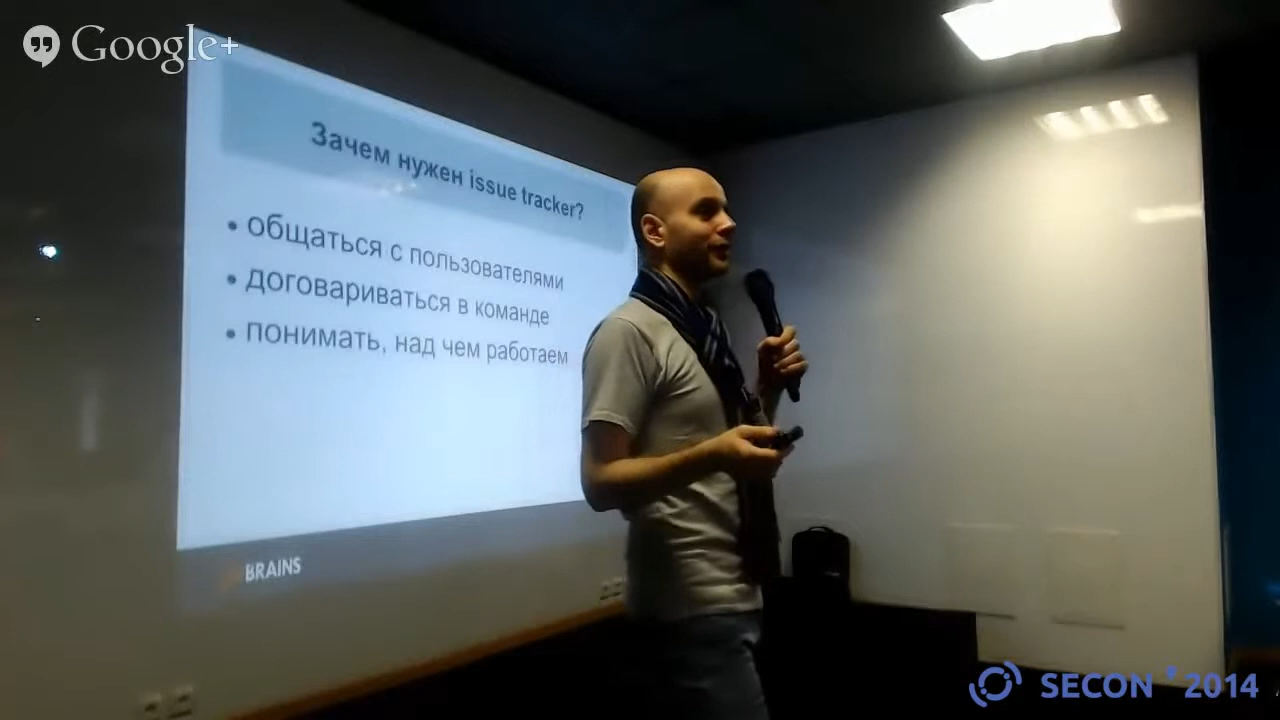 Google+
Зачем нужен issue tracker?
• общаться с пользователями
• договариваться в команде
• понимать, над чем работаем
BRAINS
SECON 2014